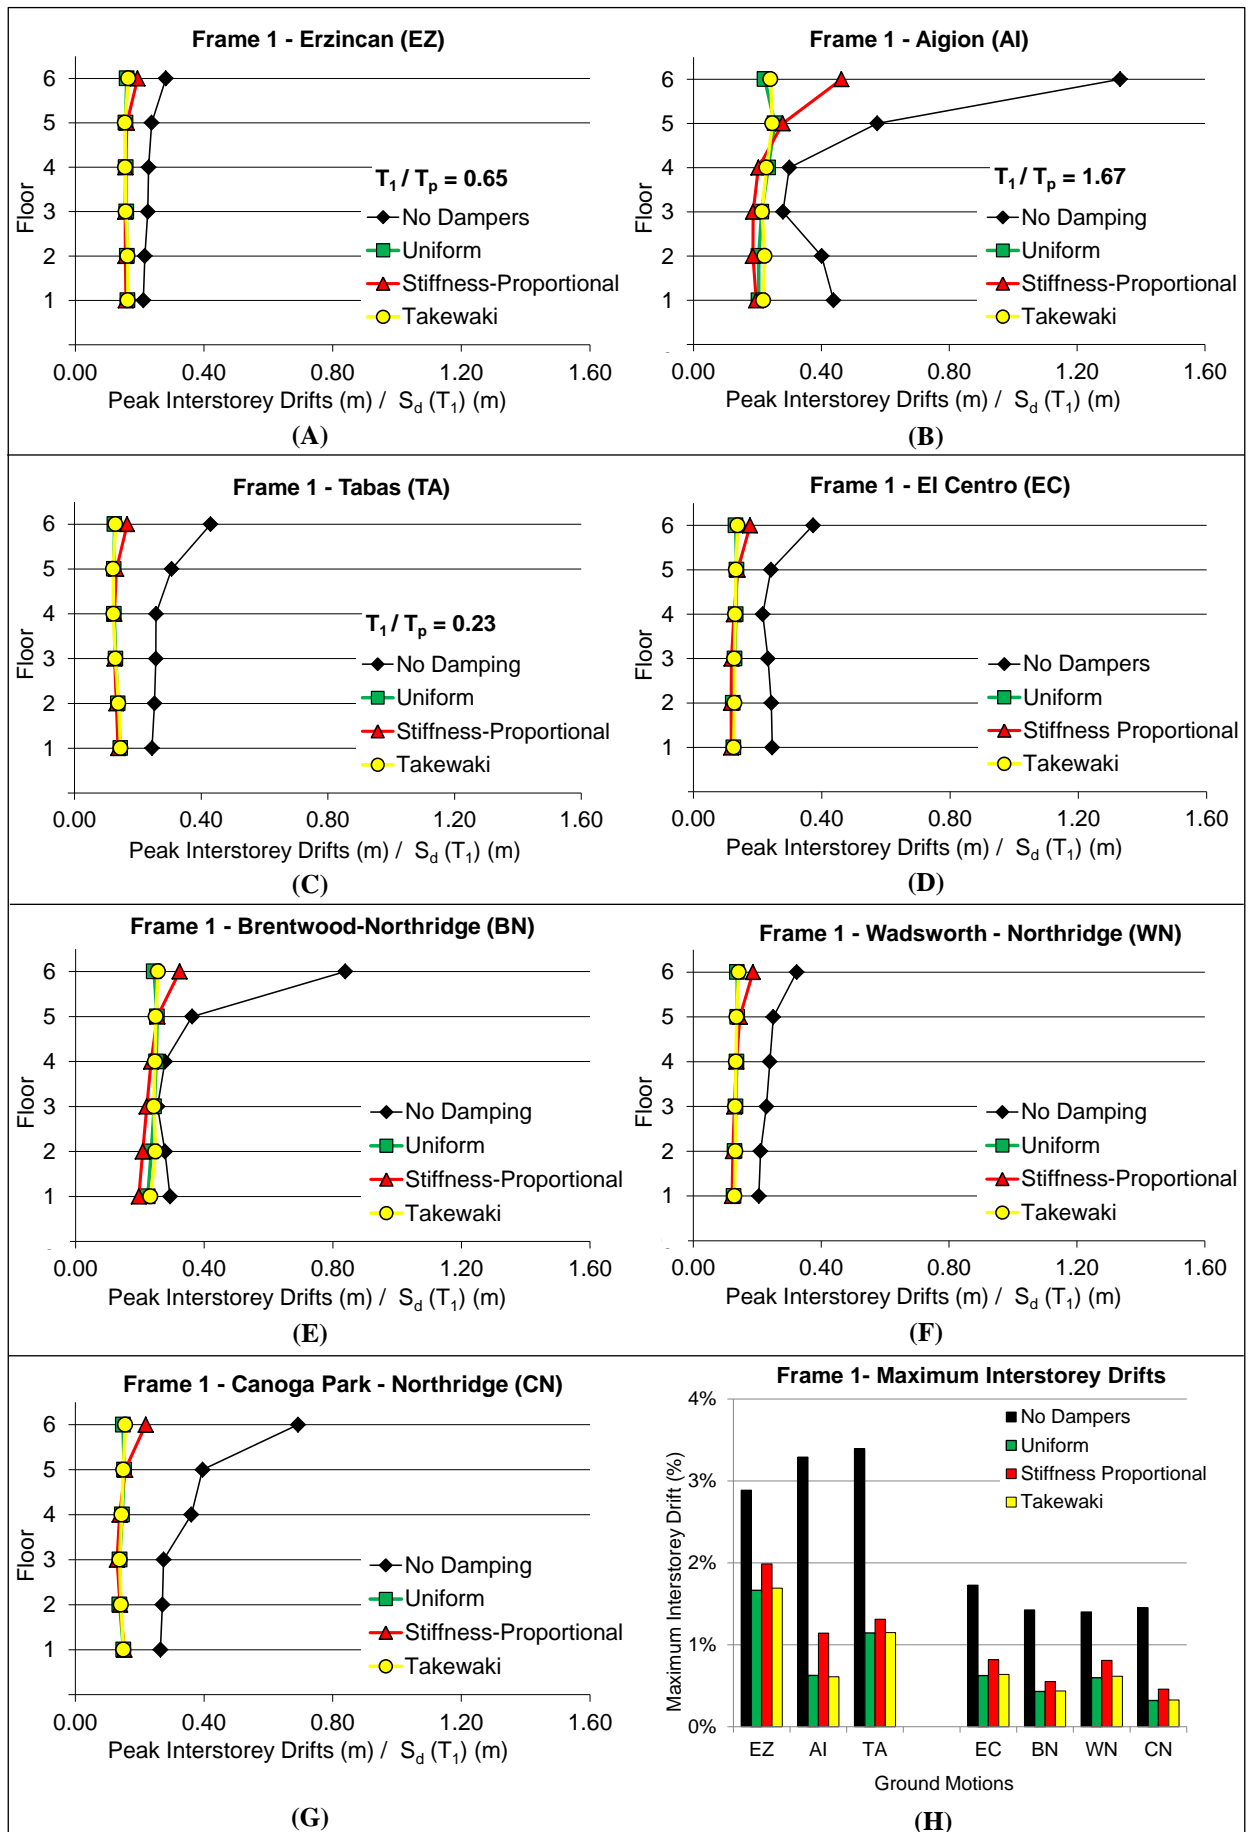 Frame 1 - Erzincan (EZ)
6
5
4
3
2
1
Floor
T1 / Tp = 0.65
No Dampers
Uniform
Stiffness-Proportional
Takewaki
0.00 0.40 0.80 1.20 1.60
Peak Interstorey Drifts (m) / Sd (T1) (m)
(A)
Frame 1 - Aigion (AI)
6
5
4
3
2
1
Floor
T1 / Tp = 1.67
No Damping
Uniform
Stiffness-Proportional
Takewaki
0.00 0.40 0.80 1.20 1.60
Peak Interstorey Drifts (m) / Sd (T1) (m)
(B)
Frame 1 - Tabas (TA)
6
5
4
3
2
1
Floor
T1 / Tp = 0.23
No Damping
Uniform
Stiffness-Proportional
Takewaki
0.00 0.40 0.80 1.20 1.60
Peak Interstorey Drifts (m) / Sd (T1) (m)
(C)
Frame 1 - El Centro (EC)
6
5
4
3
2
1
Floor
No Dampers
Uniform
Stiffness Proportional
Takewaki
0.00 0.40 0.80 1.20 1.60
Peak Interstorey Drifts (m) / Sd (T1) (m)
(D)
Frame 1 - Brentwood-Northridge (BN)
6
5
4
3
2
1
Floor
No Damping
Uniform
Stiffness-Proportional
Takewaki
0.00 0.40 0.80 1.20 1.60
Peak Interstorey Drifts (m) / Sd (T1) (m)
(E)
Frame 1 - Wadsworth - Northridge (WN)
6
5
4
3
2
1
Floor
No Damping
Uniform
Stiffness-Proportional
Takewaki
0.00 0.40 0.80 1.20 1.60
Peak Interstorey Drifts (m) / Sd (T1) (m)
(F)
Frame 1 - Canoga Park - Northridge (CN)
6
5
4
3
2
1
Floor
No Damping
Uniform
Stiffness-Proportional
Takewaki
0.00 0.40 0.80 1.20 1.60
Peak Interstorey Drifts (m) / Sd (T1) (m)
(G)
Frame 1- Maximum Interstorey Drifts
4%
3%
2%
1%
0%
Maximum Interstorey Drift (%)
No Dampers
Uniform
Stiffness Proportional
Takewaki
EZ AI TA EC BN WN CN
Ground Motions
(H)